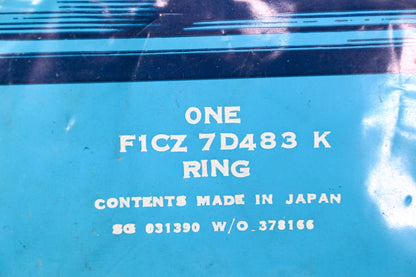 ONE
F1CZ 7D483 K
RING
CONTENTS MADE IN JAPAN
SG 031390 W/O 378166